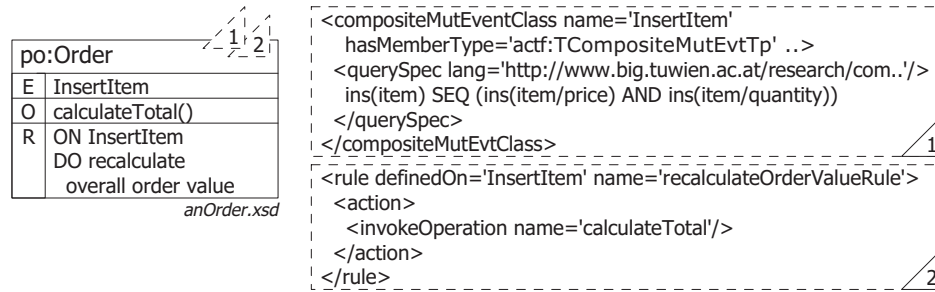 po:Order
1
2
E InsertItem
O calculateTotal()
R ON InsertItem
DO recalculate
overall order value
anOrder.xsd
<compositeMutEventClass name='InsertItem'
hasMemberType='actf:TCompositeMutEvtTp' ..>
<querySpec lang='http://www.big.tuwien.ac.at/research/com..'/>
ins(item) SEQ (ins(item/price) AND ins(item/quantity))
</querySpec>
</compositeMutEvtClass>
1
<rule definedOn='InsertItem' name='recalculateOrderValueRule'>
<action>
<invokeOperation name='calculateTotal'/>
</action>
</rule>
2